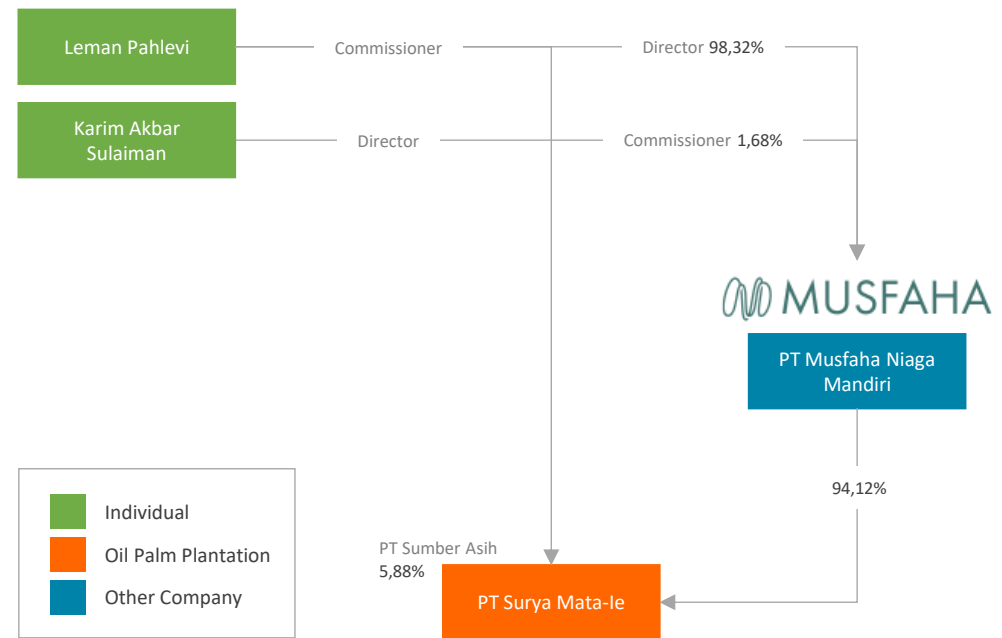 Leman Pahlevi
Commissioner
Director 98,32%
Karim Akbar
Sulaiman
Director
Commissioner 1,68%
MUSFAHA
PT Musfaha Niaga
Mandiri
94,12%
Individual
Oil Palm Plantation
Other Company
PT Sumber Asih
5,88%
PT Surya Mata-Ie